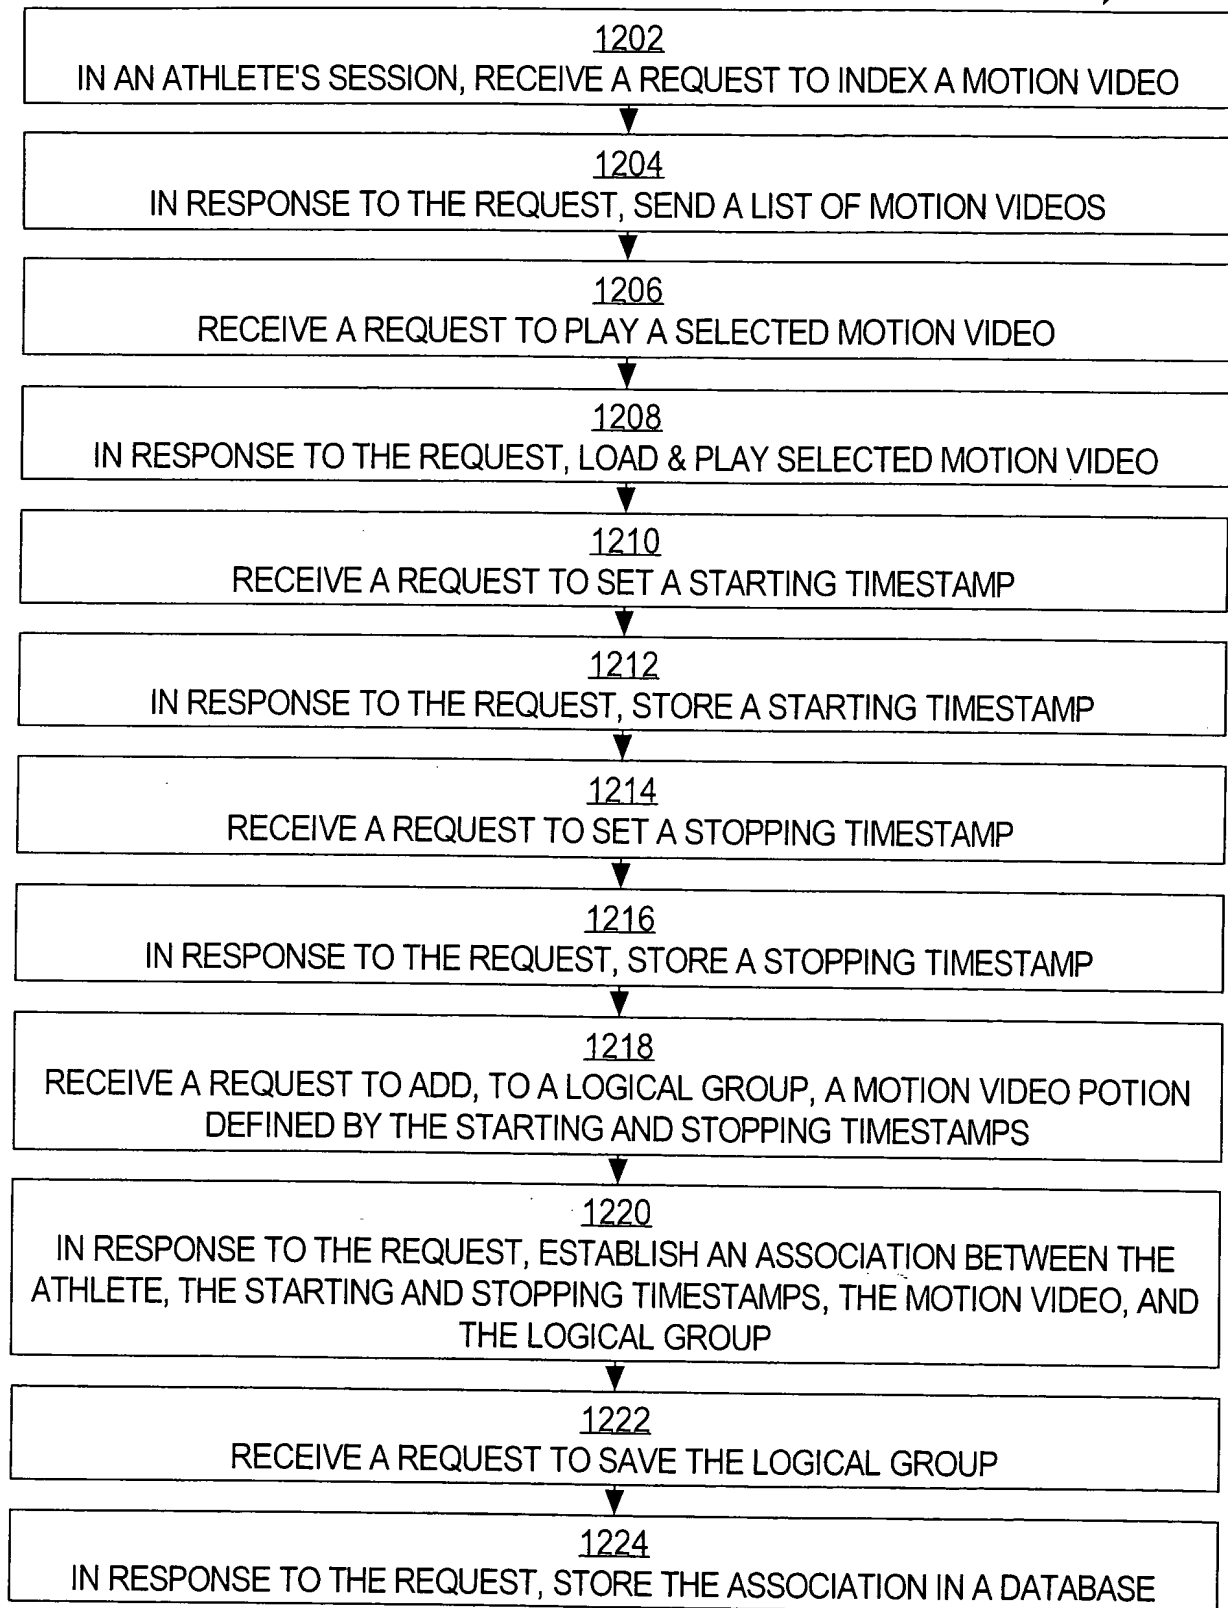 1202
IN AN ATHLETE'S SESSION, RECEIVE A REQUEST TO INDEX A MOTION VIDEO
1204
IN RESPONSE TO THE REQUEST, SEND A LIST OF MOTION VIDEOS
1206
RECEIVE A REQUEST TO PLAY A SELECTED MOTION VIDEO
1208
IN RESPONSE TO THE REQUEST, LOAD & PLAY SELECTED MOTION VIDEO
1210
RECEIVE A REQUEST TO SET A STARTING TIMESTAMP
1212
IN RESPONSE TO THE REQUEST, STORE A STARTING TIMESTAMP
1214
RECEIVE A REQUEST TO SET A STOPPING TIMESTAMP
1216
IN RESPONSE TO THE REQUEST, STORE A STOPPING TIMESTAMP
1218
RECEIVE A REQUEST TO ADD, TO A LOGICAL GROUP, A MOTION VIDEO POTION
DEFINED BY THE STARTING AND STOPPING TIMESTAMPS
1220
IN RESPONSE TO THE REQUEST, ESTABLISH AN ASSOCIATION BETWEEN THE
ATHLETE, THE STARTING AND STOPPING TIMESTAMPS, THE MOTION VIDEO, AND
THE LOGICAL GROUP
1222
RECEIVE A REQUEST TO SAVE THE LOGICAL GROUP
1224
IN RESPONSE TO THE REQUEST, STORE THE ASSOCIATION IN A DATABASE